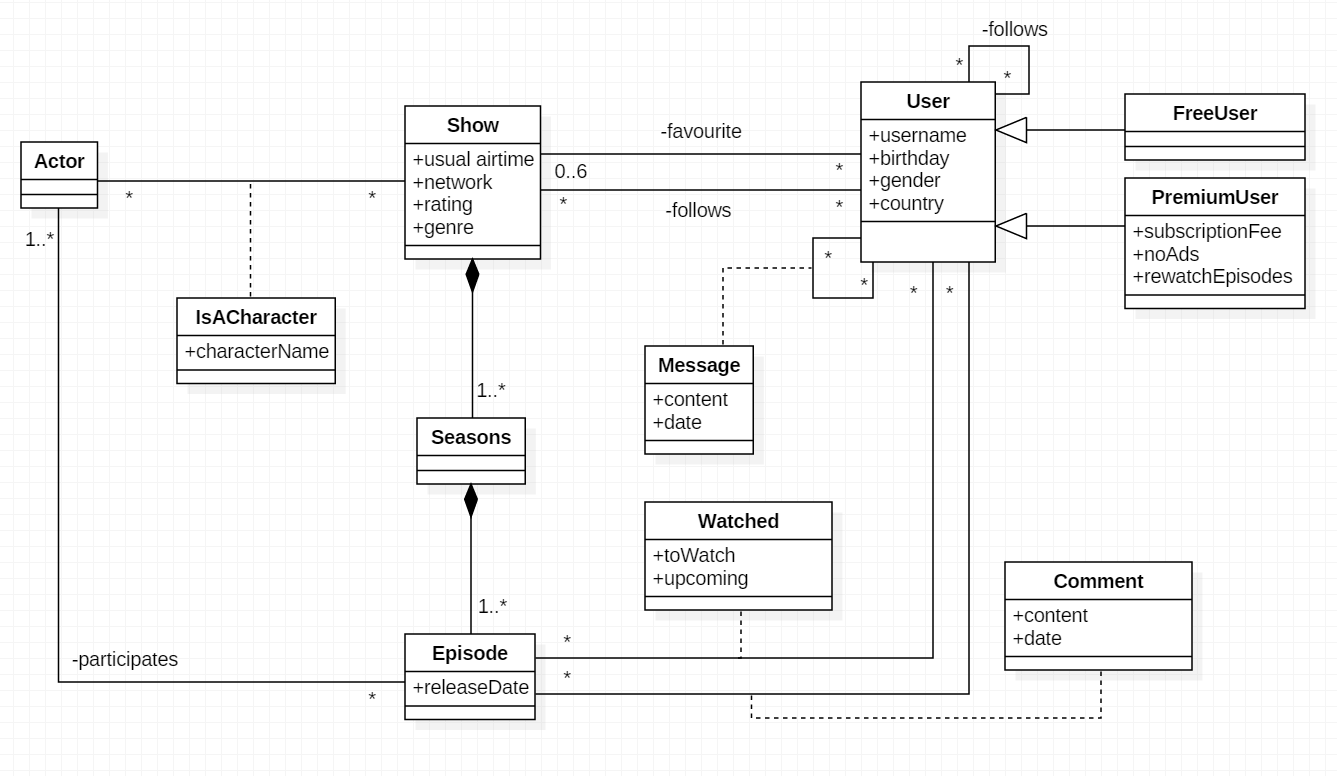 -follows
*
*
User
+username
+birthday
+gender
+country
FreeUser
PremiumUser
+subscriptionFee
+noAds
+rewatchEpisodes
Show
+usual airtime
+network
+rating
+genre
-favourite
0..6
*
*
-follows
*
Actor
*
*
1..*
IsACharacter
+characterName
*
*
*
*
Message
+content
+date
1..*
Seasons
Watched
+toWatch
+upcoming
Comment
+content
+date
1..*
Episode
+releaseDate
*
*
-participates
*